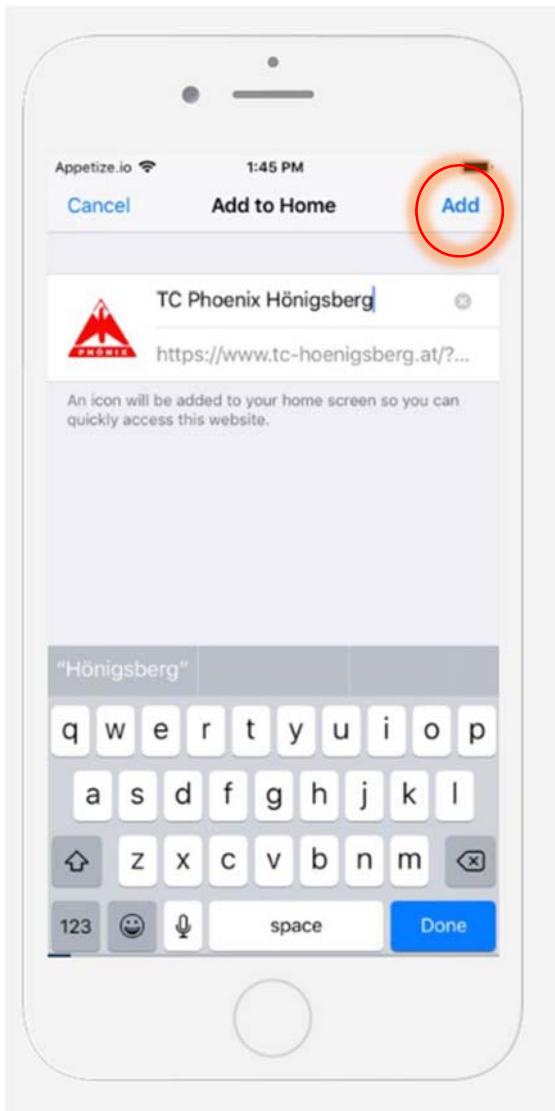 Appetize.io 1:45 PM
Cancel Add to Home Add
TC Phoenix Hönigsberg
PHÖNIX
https://www.tc-hoenigsberg.at/?...
An icon will be added to your home screen so you can
quickly access this website.
"Hönigsberg"
q w e r t y u i o p
a s d f g h j k l
z x c v b n m
123 space Done